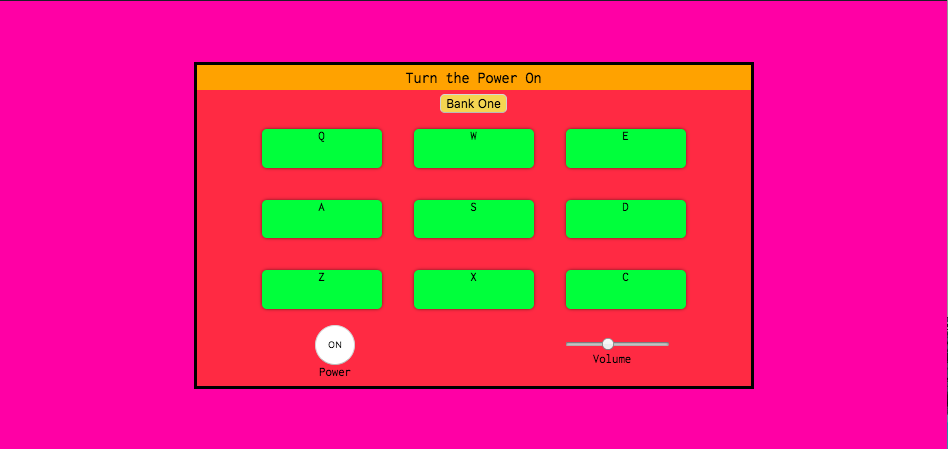 Turn the Power On
Bank One
Q W E
A S D
Z X C
ON
Power
Volume